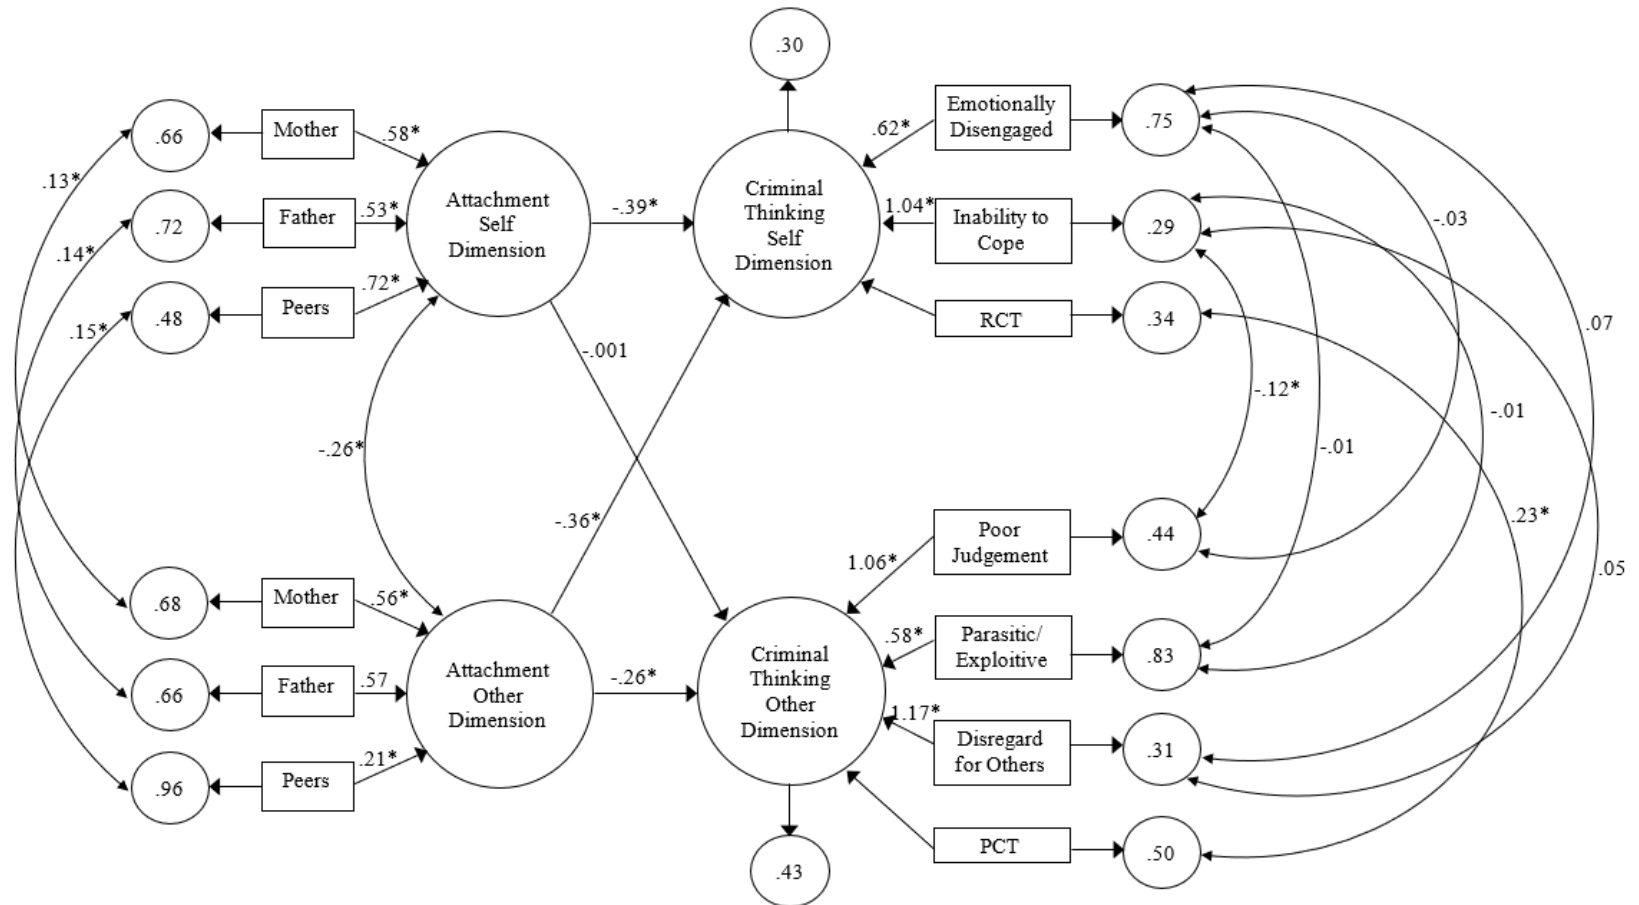 .30
Emotionally
Disengaged
.75
.62*
.66
Mother
.58*
.13*
Attachment
Self
Dimension
Criminal
Thinking
Self
Dimension
-.39*
1.04*
Inability to
Cope
.29
-.03
.72
Father
.53*
.14*
.72*
.48
Peers
.15*
RCT
.34
.07
-.001
-.12*
-.01
-.01
-.26*
-.36*
.23*
.05
Poor
Judgement
.44
1.06*
.68
Mother
.56*
Attachment
Other
Dimension
Criminal
Thinking
Other
Dimension
-.26*
.58*
Parasitic/
Exploitive
.83
.66
Father
.57
1.17*
Disregard
for Others
.31
.96
Peers
.21*
PCT
.50
.43